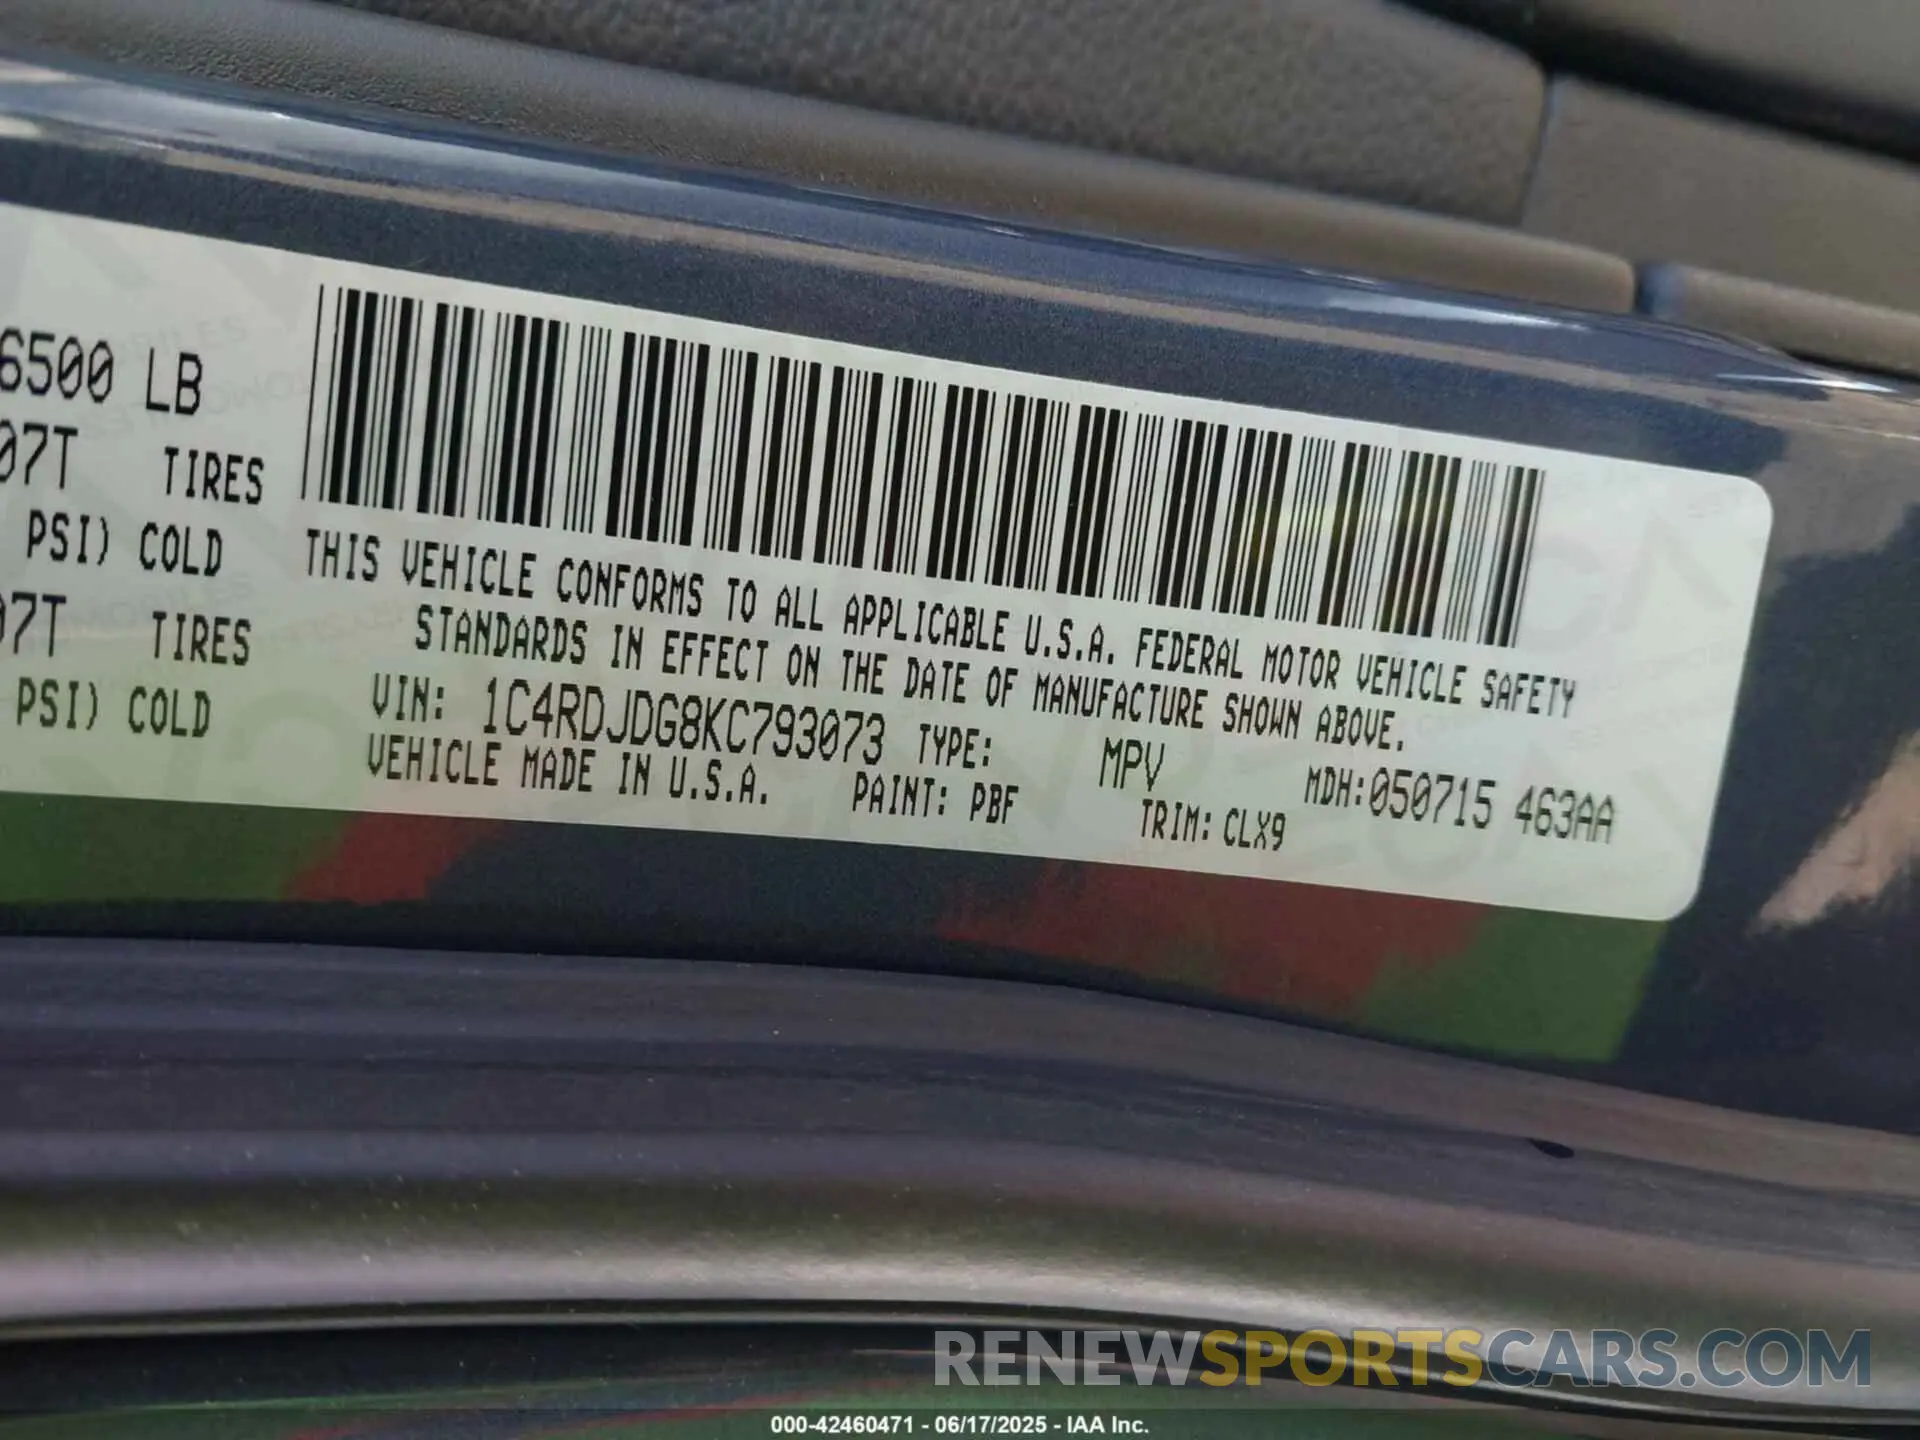 6500 LB
07T TIRES
PSI) COLD
07T TIRES
PSI) COLD
THIS VEHICLE CONFORMS TO ALL APPLICABLE U.S.A. FEDERAL MOTOR VEHICLE SAFETY
STANDARDS IN EFFECT ON THE DATE OF MANUFACTURE SHOWN ABOVE.
VIN: 1C4RDJDG8KC793073 TYPE: MPV MDH:050715 463AA
VEHICLE MADE IN U.S.A. PAINT: PBF TRIM: CLX9
RENEWSPORTSCARS.COM
000-42460471 - 06/17/2025 - IAA Inc.